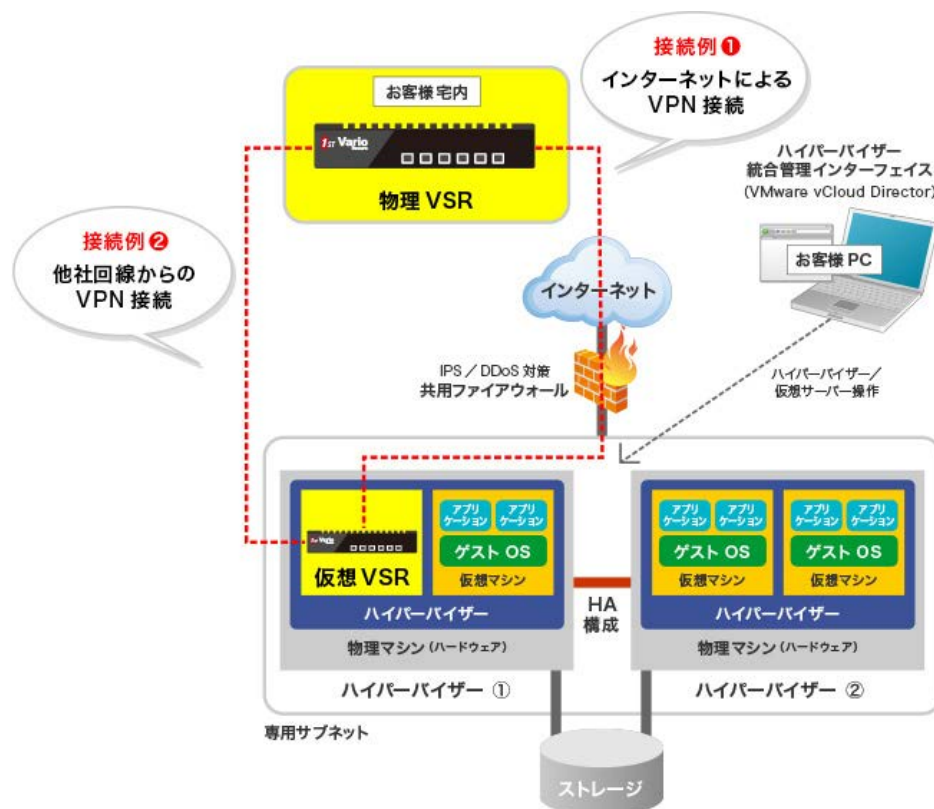 接続例❶
インターネットによる
VPN 接続
お客様宅内
1ST Vario
Secure
物理 VSR
ハイパーバイザー
統合管理インターフェイス
(VMware vCloud Director)
お客様 PC
接続例❷
他社回線からの
VPN 接続
インターネット
IPS／DDoS 対策
共用ファイアウォール
ハイパーバイザー／
仮想サーバー操作
アプリ
ケーション
アプリ
ケーション
ゲスト OS
仮想マシン
仮想 VSR
ハイパーバイザー
物理マシン（ハードウェア）
ハイパーバイザー ①
HA
構成
アプリ
ケーション
アプリ
ケーション
ゲスト OS
仮想マシン
アプリ
ケーション
アプリ
ケーション
ゲスト OS
仮想マシン
ハイパーバイザー
物理マシン（ハードウェア）
ハイパーバイザー ②
専用サブネット
ストレージ